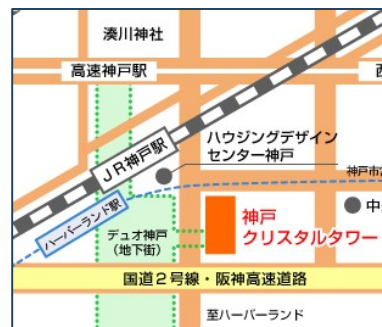 湊川神社
高速神戸駅
西
JR神戸駅
ハウジングデザイン
センター神戸
ハーバーランド駅
神戸市
中
デュオ神戸
(地下街)
神戸
クリスタルタワー
国道2号線・阪神高速道路
至ハーバーランド